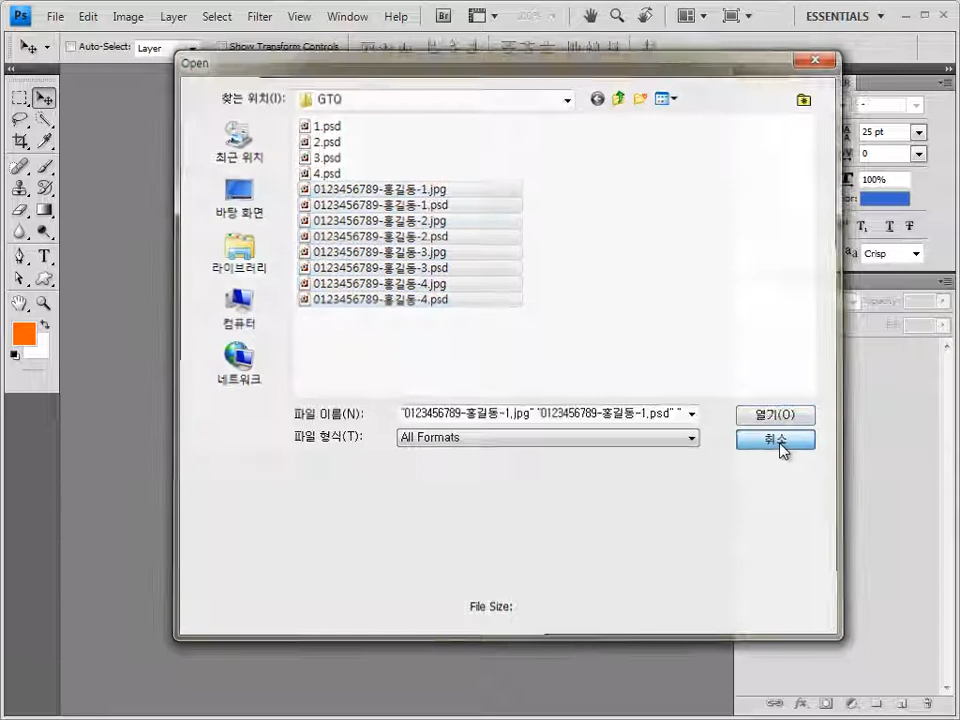 Ps File Edit Image Layer Select Filter View Window Help Br 100% ESSENTIALS
Auto-Select: Layer Show Transform Controls
Open
찾는 위치(I): GTQ
최근 위치
바탕 화면
라이브러리
컴퓨터
네트워크
1.psd
2.psd
3.psd
4.psd
0123456789-홍길동-1.jpg
0123456789-홍길동-1.psd
0123456789-홍길동-2.jpg
0123456789-홍길동-2.psd
0123456789-홍길동-3.jpg
0123456789-홍길동-3.psd
0123456789-홍길동-4.jpg
0123456789-홍길동-4.psd
파일 이름(N): "0123456789-홍길동-1.jpg" "0123456789-홍길동-1.psd" "
열기(O)
파일 형식(T): All Formats
취소
File Size:
25 pt
0
100%
Crisp